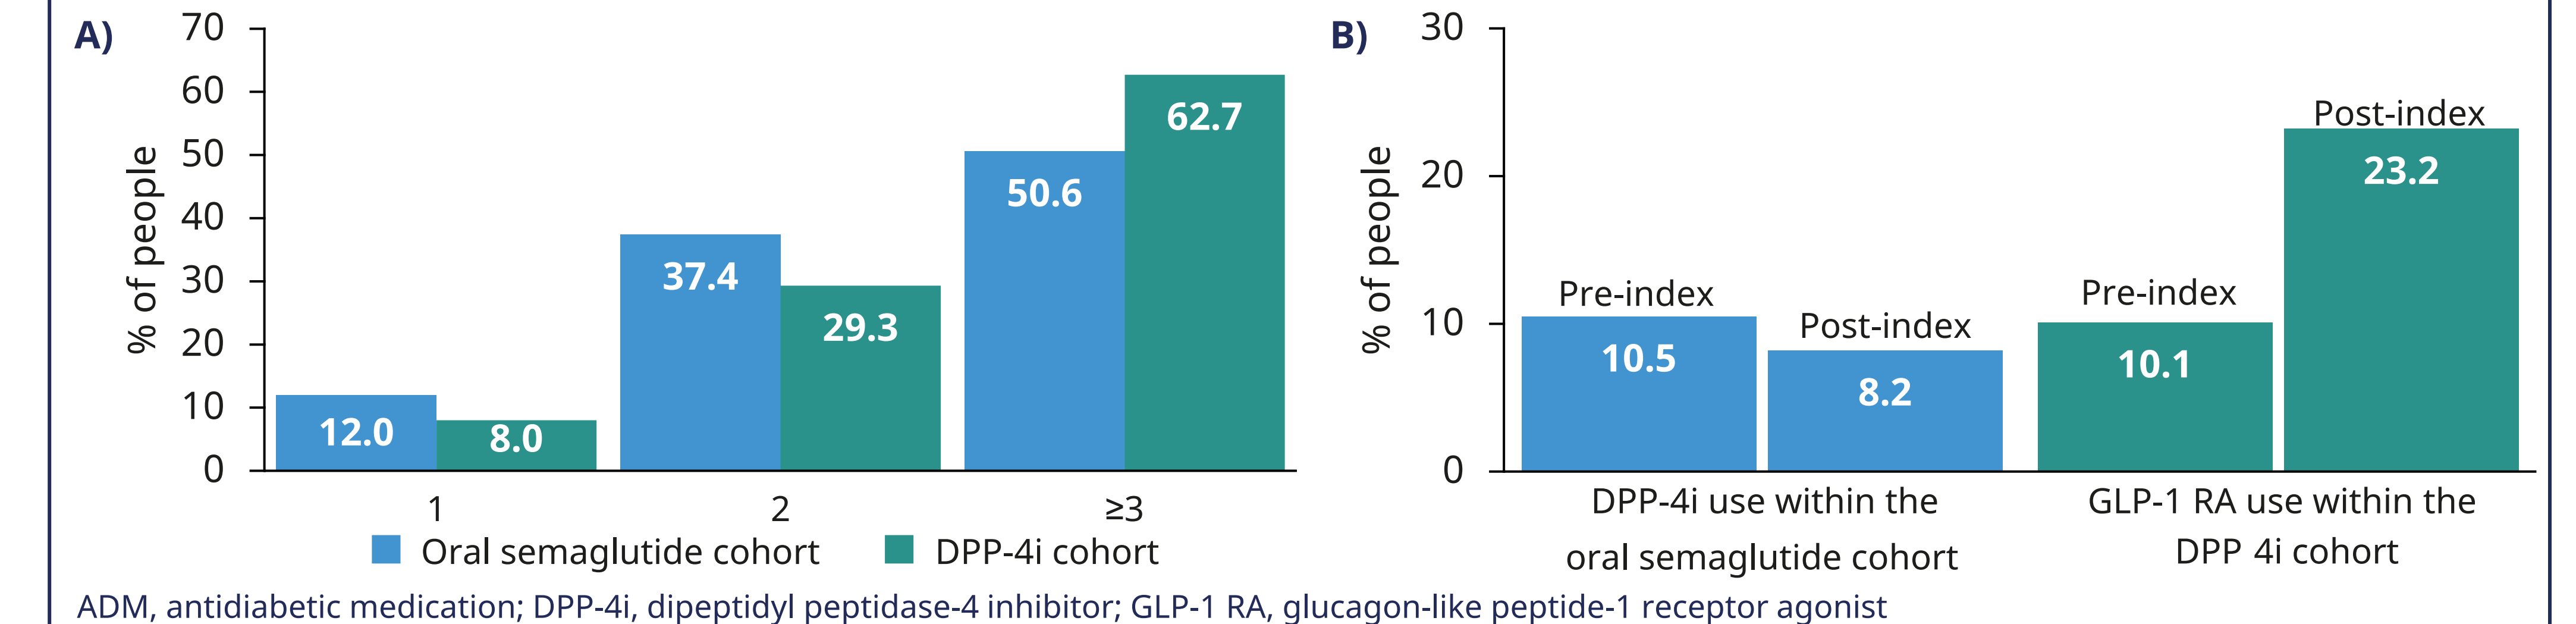 A)
% of people
70
60
50
40
30
20
10
0
12.0
8.0
37.4
29.3
50.6
62.7
1
2
≥3
Oral semaglutide cohort
DPP-4i cohort
B)
% of people
30
20
10
0
Pre-index
10.5
Post-index
8.2
Pre-index
10.1
Post-index
23.2
DPP-4i use within the
oral semaglutide cohort
GLP-1 RA use within the
DPP 4i cohort
ADM, antidiabetic medication; DPP-4i, dipeptidyl peptidase-4 inhibitor; GLP-1 RA, glucagon-like peptide-1 receptor agonist